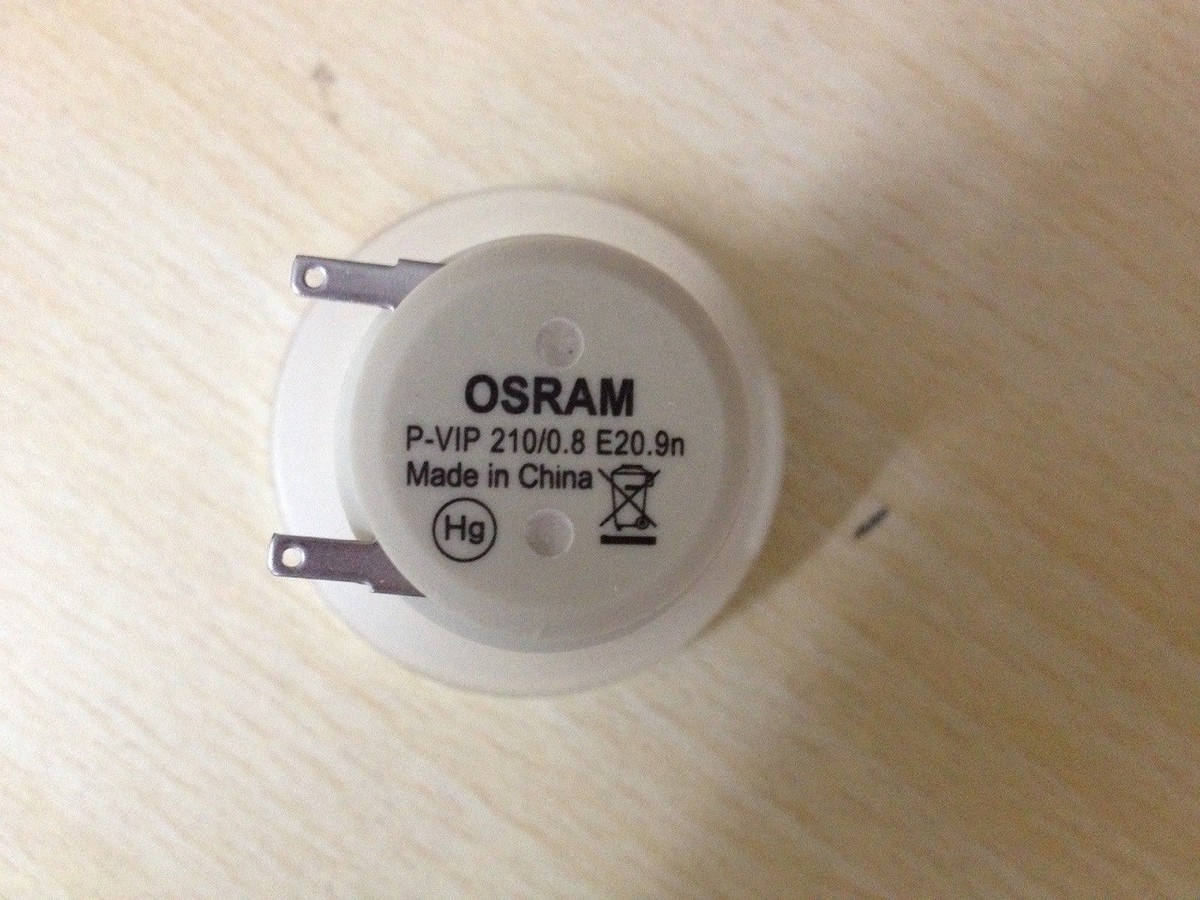 OSRAM
P-VIP 210/0.8 E20.9n
Made in China
Hg